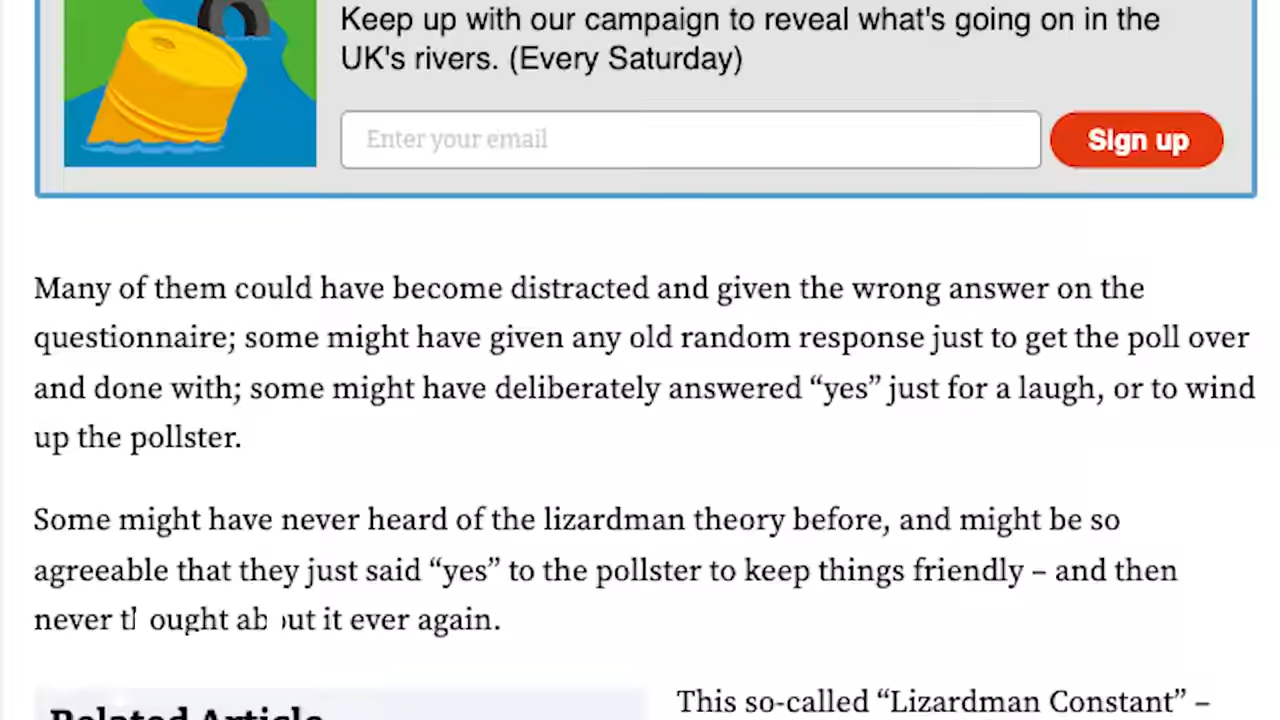 Keep up with our campaign to reveal what's going on in the
UK's rivers. (Every Saturday)
Enter your email
Sign up
Many of them could have become distracted and given the wrong answer on the
questionnaire; some might have given any old random response just to get the poll over
and done with; some might have deliberately answered “yes” just for a laugh, or to wind
up the pollster.
Some might have never heard of the lizardman theory before, and might be so
agreeable that they just said “yes” to the pollster to keep things friendly – and then
never thought about it ever again.
Related Article
This so-called “Lizardman Constant” –